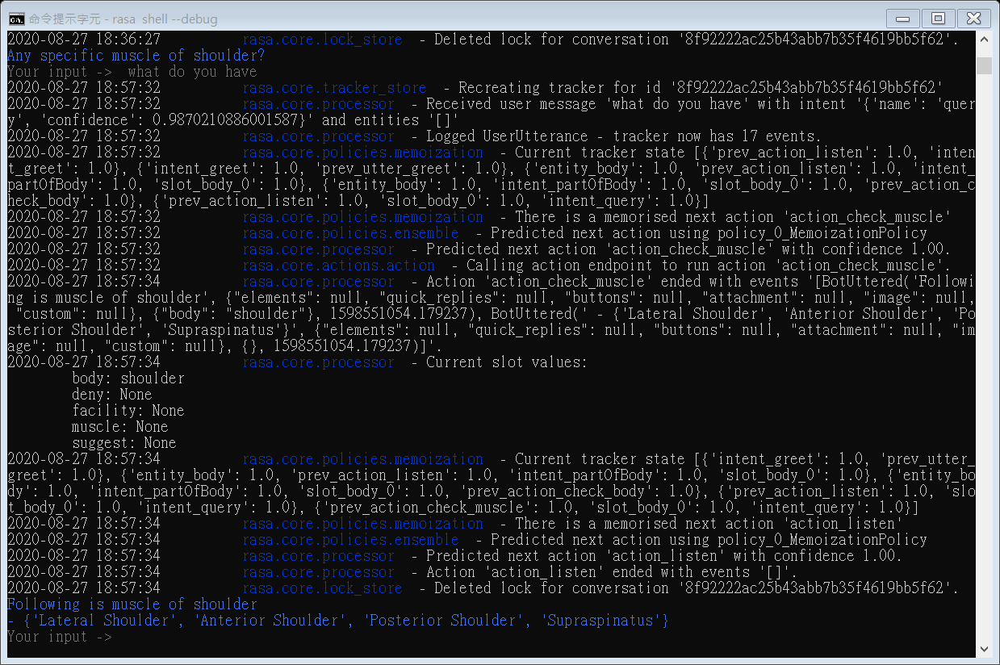 命令提示字元 - rasa shell --debug
2020-08-27 18:36:27 rasa.core.lock_store - Deleted lock for conversation '8f92222ac25b43abb7b35f4619bb5f62'.
Any specific muscle of shoulder?
Your input -> what do you have
2020-08-27 18:57:32 rasa.core.tracker_store - Recreating tracker for id '8f92222ac25b43abb7b35f4619bb5f62'
2020-08-27 18:57:32 rasa.core.processor - Received user message 'what do you have' with intent '{'name': 'quer
y', 'confidence': 0.9870210886001587}' and entities '[]'
2020-08-27 18:57:32 rasa.core.processor - Logged UserUtterance - tracker now has 17 events.
2020-08-27 18:57:32 rasa.core.policies.memoization - Current tracker state [{'prev_action_listen': 1.0, 'inten
t_greet': 1.0}, {'intent_greet': 1.0, 'prev_utter_greet': 1.0}, {'entity_body': 1.0, 'prev_action_listen': 1.0, 'intent_
partOfBody': 1.0, 'slot_body_0': 1.0}, {'entity_body': 1.0, 'intent_partOfBody': 1.0, 'slot_body_0': 1.0, 'prev_action_c
heck_body': 1.0}, {'prev_action_listen': 1.0, 'slot_body_0': 1.0, 'intent_query': 1.0}]
2020-08-27 18:57:32 rasa.core.policies.memoization - There is a memorised next action 'action_check_muscle'
2020-08-27 18:57:32 rasa.core.policies.ensemble - Predicted next action using policy_0_MemoizationPolicy
2020-08-27 18:57:32 rasa.core.processor - Predicted next action 'action_check_muscle' with confidence 1.00.
2020-08-27 18:57:32 rasa.core.actions.action - Calling action endpoint to run action 'action_check_muscle'.
2020-08-27 18:57:34 rasa.core.processor - Action 'action_check_muscle' ended with events '[BotUttered('Followi
ng is muscle of shoulder', {"elements": null, "quick_replies": null, "buttons": null, "attachment": null, "image": null,
"custom": null}, {"body": "shoulder"}, 1598551054.179237), BotUttered(' - {'Lateral Shoulder', 'Anterior Shoulder', 'Po
sterior Shoulder', 'Supraspinatus'}', {"elements": null, "quick_replies": null, "buttons": null, "attachment": null, "im
age": null, "custom": null}, {}, 1598551054.179237)]'.
2020-08-27 18:57:34 rasa.core.processor - Current slot values:
body: shoulder
deny: None
facility: None
muscle: None
suggest: None
2020-08-27 18:57:34 rasa.core.policies.memoization - Current tracker state [{'intent_greet': 1.0, 'prev_utter_
greet': 1.0}, {'entity_body': 1.0, 'prev_action_listen': 1.0, 'intent_partOfBody': 1.0, 'slot_body_0': 1.0}, {'entity_bo
dy': 1.0, 'intent_partOfBody': 1.0, 'slot_body_0': 1.0, 'prev_action_check_body': 1.0}, {'prev_action_listen': 1.0, 'slo
t_body_0': 1.0, 'intent_query': 1.0}, {'prev_action_check_muscle': 1.0, 'slot_body_0': 1.0, 'intent_query': 1.0}]
2020-08-27 18:57:34 rasa.core.policies.memoization - There is a memorised next action 'action_listen'
2020-08-27 18:57:34 rasa.core.policies.ensemble - Predicted next action using policy_0_MemoizationPolicy
2020-08-27 18:57:34 rasa.core.processor - Predicted next action 'action_listen' with confidence 1.00.
2020-08-27 18:57:34 rasa.core.processor - Action 'action_listen' ended with events '[]'.
2020-08-27 18:57:34 rasa.core.lock_store - Deleted lock for conversation '8f92222ac25b43abb7b35f4619bb5f62'.
Following is muscle of shoulder
- {'Lateral Shoulder', 'Anterior Shoulder', 'Posterior Shoulder', 'Supraspinatus'}
Your input ->